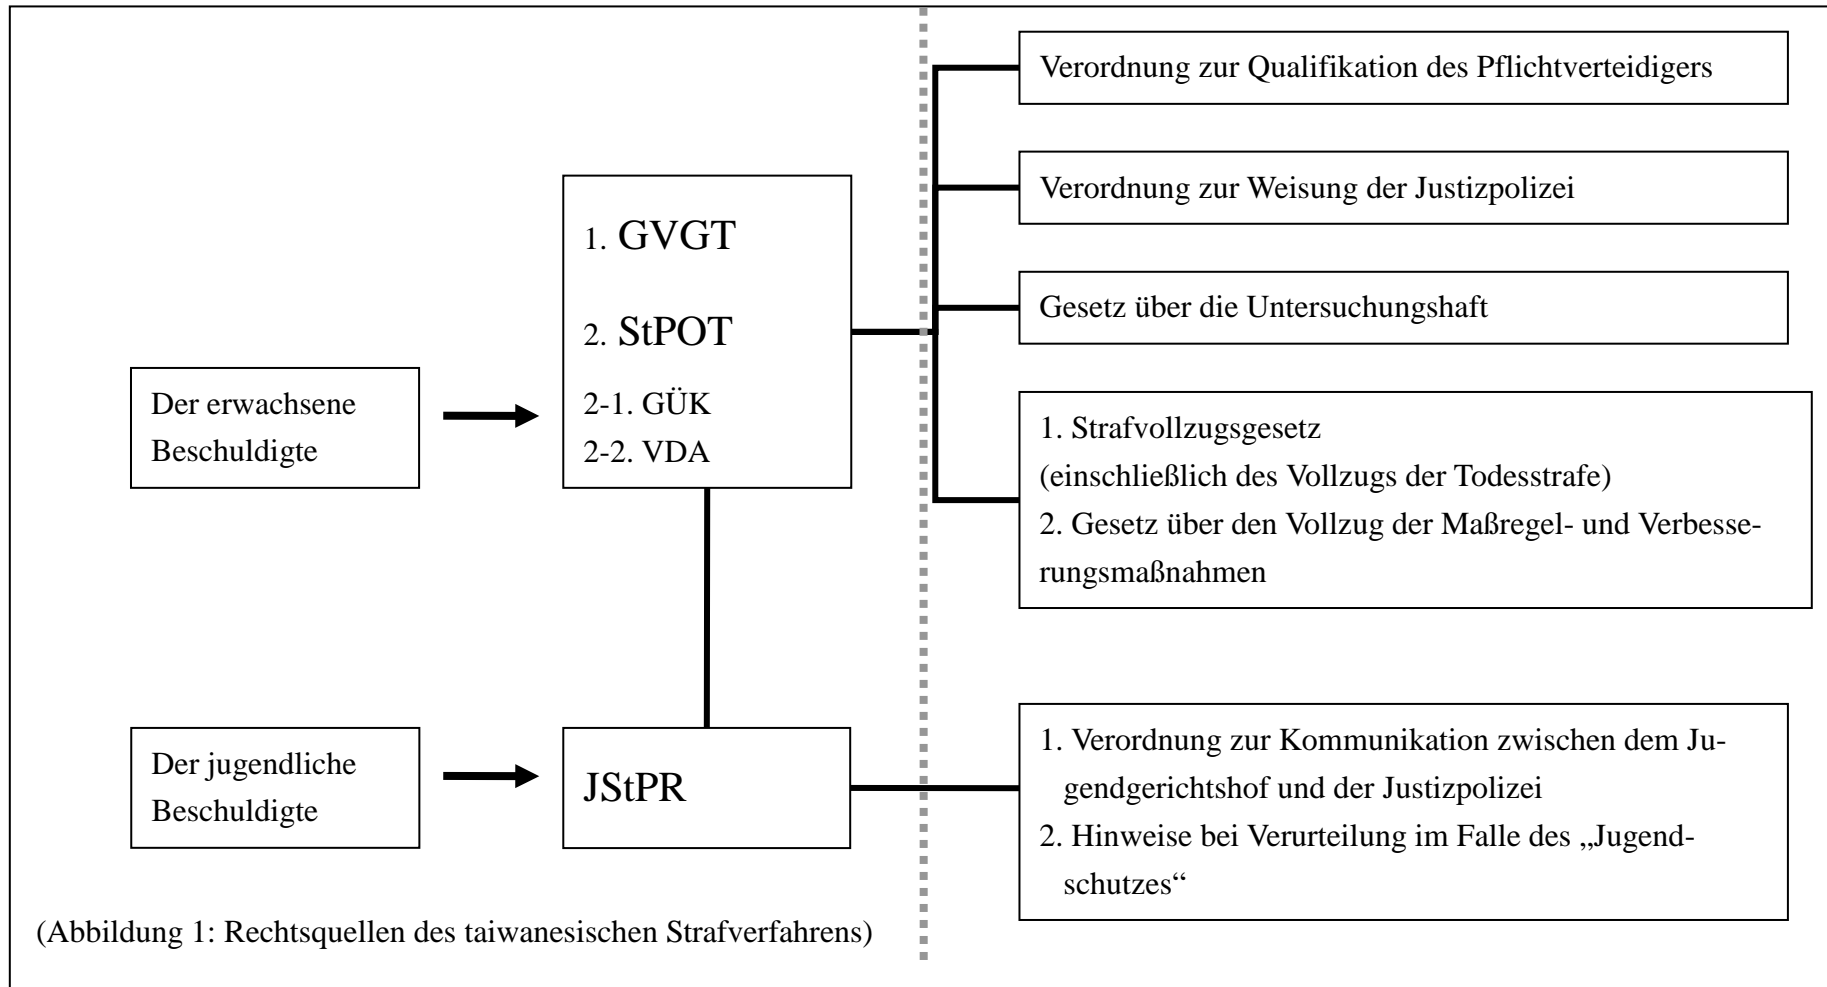 Der erwachsene
Beschuldigte
1. GVGT
2. StPOT
2-1. GÜK
2-2. VDA
Verordnung zur Qualifikation des Pflichtverteidigers
Verordnung zur Weisung der Justizpolizei
Gesetz über die Untersuchungshaft
1. Strafvollzugsgesetz
(einschließlich des Vollzugs der Todesstrafe)
2. Gesetz über den Vollzug der Maßregel- und Verbesse-
rungsmaßnahmen
Der jugendliche
Beschuldigte
JStPR
1. Verordnung zur Kommunikation zwischen dem Ju-
gendgerichtshof und der Justizpolizei
2. Hinweise bei Verurteilung im Falle des „Jugend-
schutzes“
(Abbildung 1: Rechtsquellen des taiwanesischen Strafverfahrens)